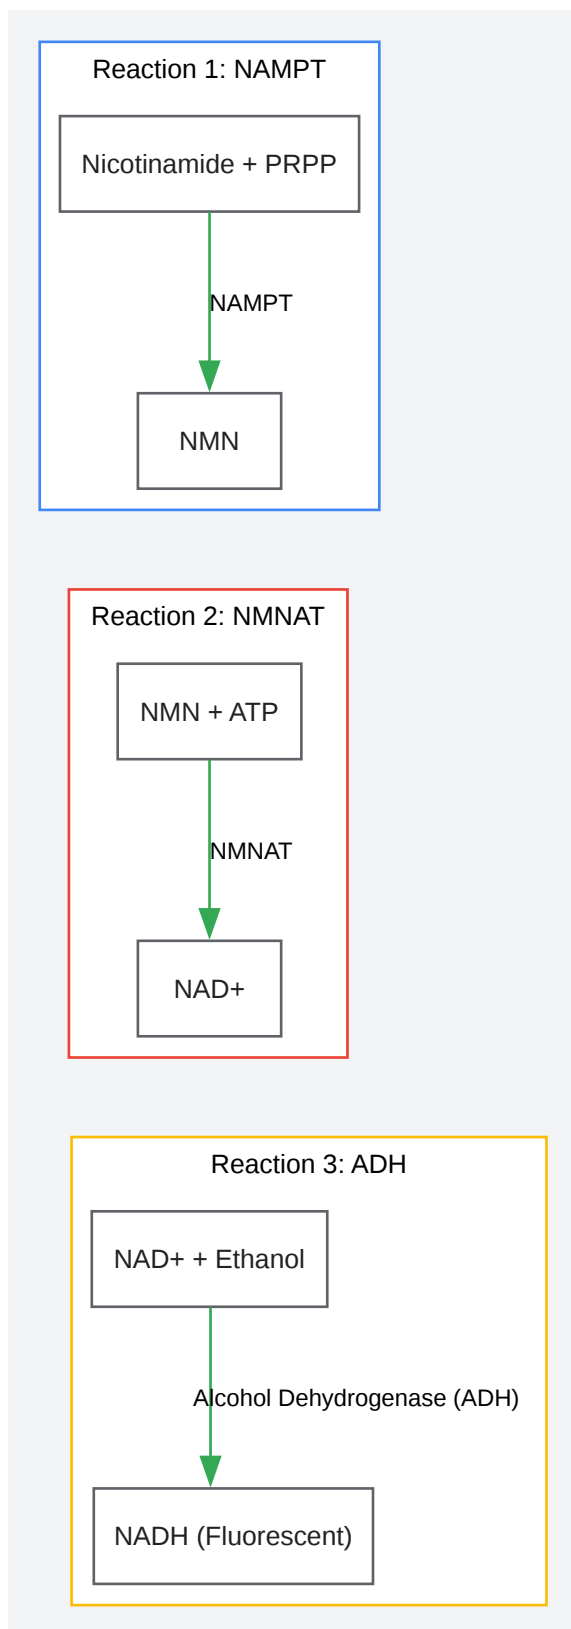 Reaction 1: NAMPT
Nicotinamide + PRPP
NAMPT
NMN
Reaction 2: NMNAT
NMN + ATP
NMNAT
NAD+
Reaction 3: ADH
NAD+ + Ethanol
Alcohol Dehydrogenase (ADH)
NADH (Fluorescent)